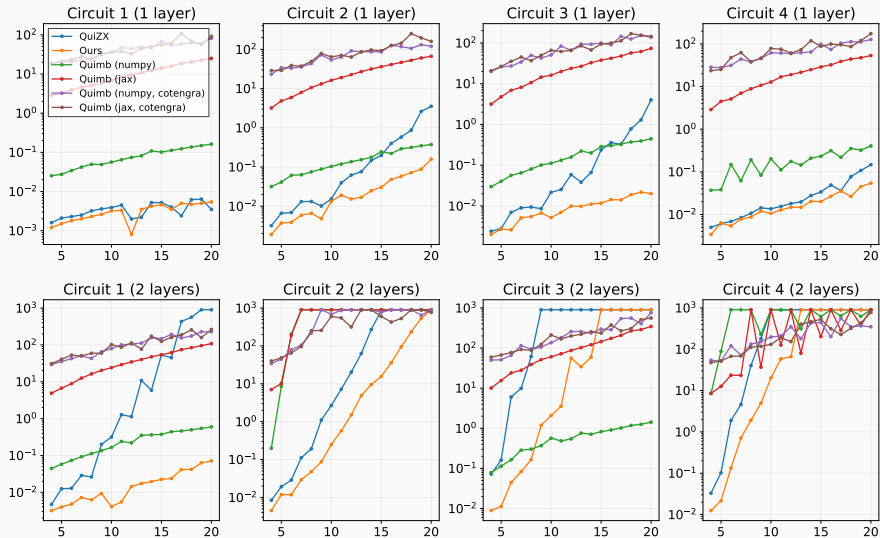 Circuit 1 (1 layer)
Circuit 2 (1 layer)
Circuit 3 (1 layer)
Circuit 4 (1 layer)
QuiZX
Ours
Quimb (numpy)
Quimb (jax)
Quimb (numpy, cotengra)
Quimb (jax, cotengra)
10²
10¹
10⁰
10⁻¹
10⁻²
10⁻³
5 10 15 20
10²
10¹
10⁰
10⁻¹
10⁻²
5 10 15 20
10²
10¹
10⁰
10⁻¹
10⁻²
5 10 15 20
10²
10¹
10⁰
10⁻¹
10⁻²
5 10 15 20
Circuit 1 (2 layers)
Circuit 2 (2 layers)
Circuit 3 (2 layers)
Circuit 4 (2 layers)
10³
10²
10¹
10⁰
10⁻¹
10⁻²
5 10 15 20
10³
10²
10¹
10⁰
10⁻¹
10⁻²
5 10 15 20
10³
10²
10¹
10⁰
10⁻¹
10⁻²
5 10 15 20
10³
10²
10¹
10⁰
10⁻¹
10⁻²
5 10 15 20